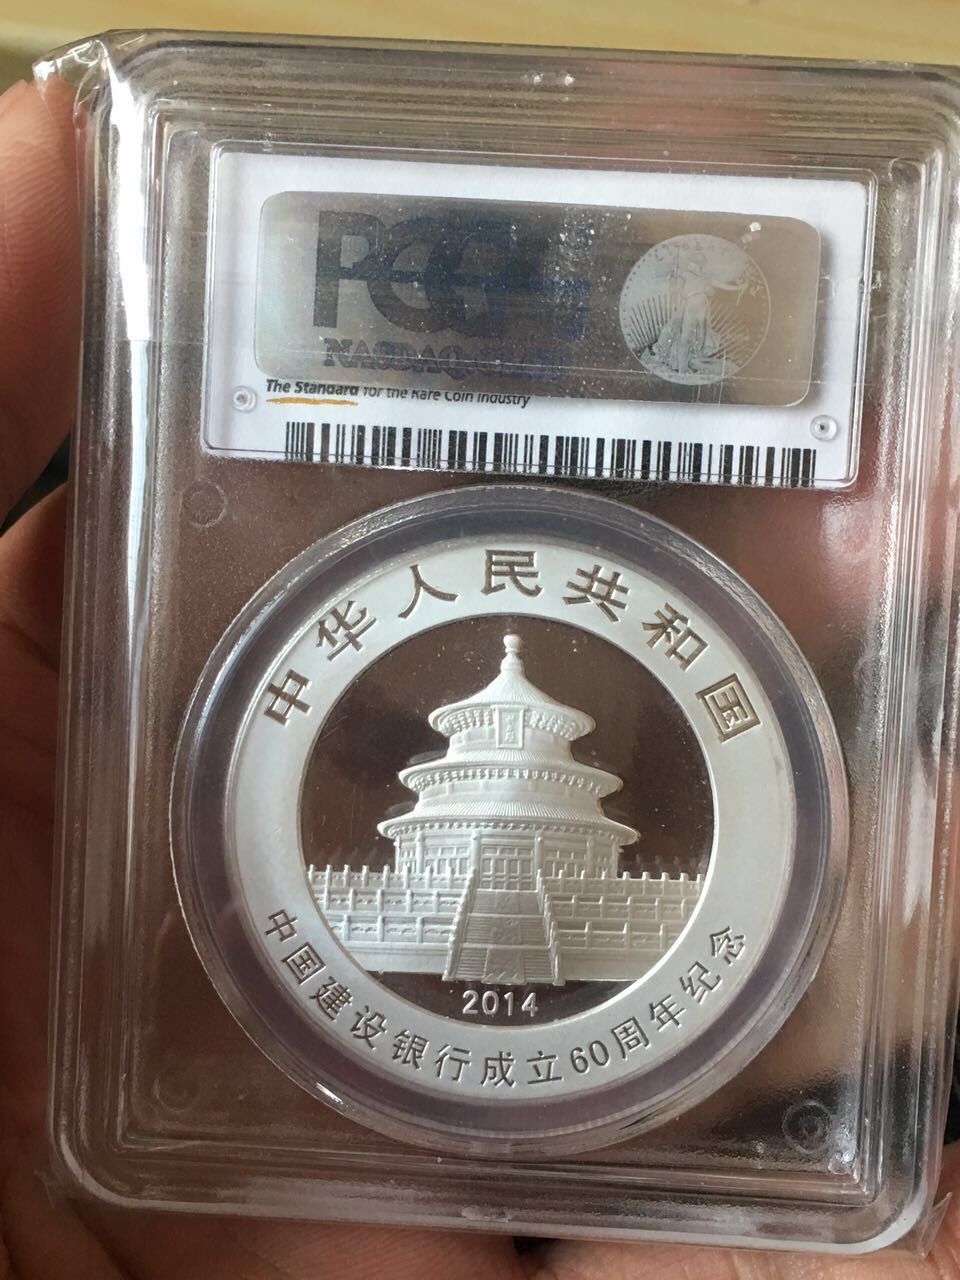 PCGS
The Standard for the Rare Coin Industry
中华人民共和国
2014
中国建设银行成立60周年纪念